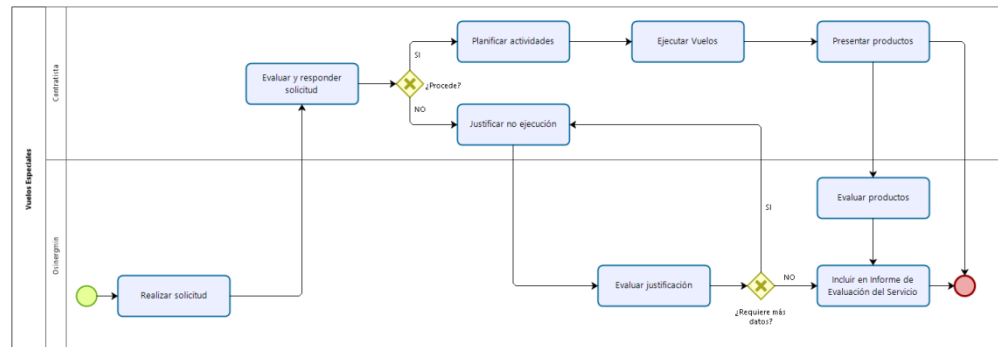 Vuelos Especiales
Contratista
Osinergmin
Realizar solicitud
Evaluar y responder
solicitud
¿Procede?
SI
NO
Planificar actividades
Ejecutar Vuelos
Presentar productos
Justificar no ejecución
Evaluar justificación
¿Requiere más
datos?
SI
NO
Evaluar productos
Incluir en Informe de
Evaluación del Servicio